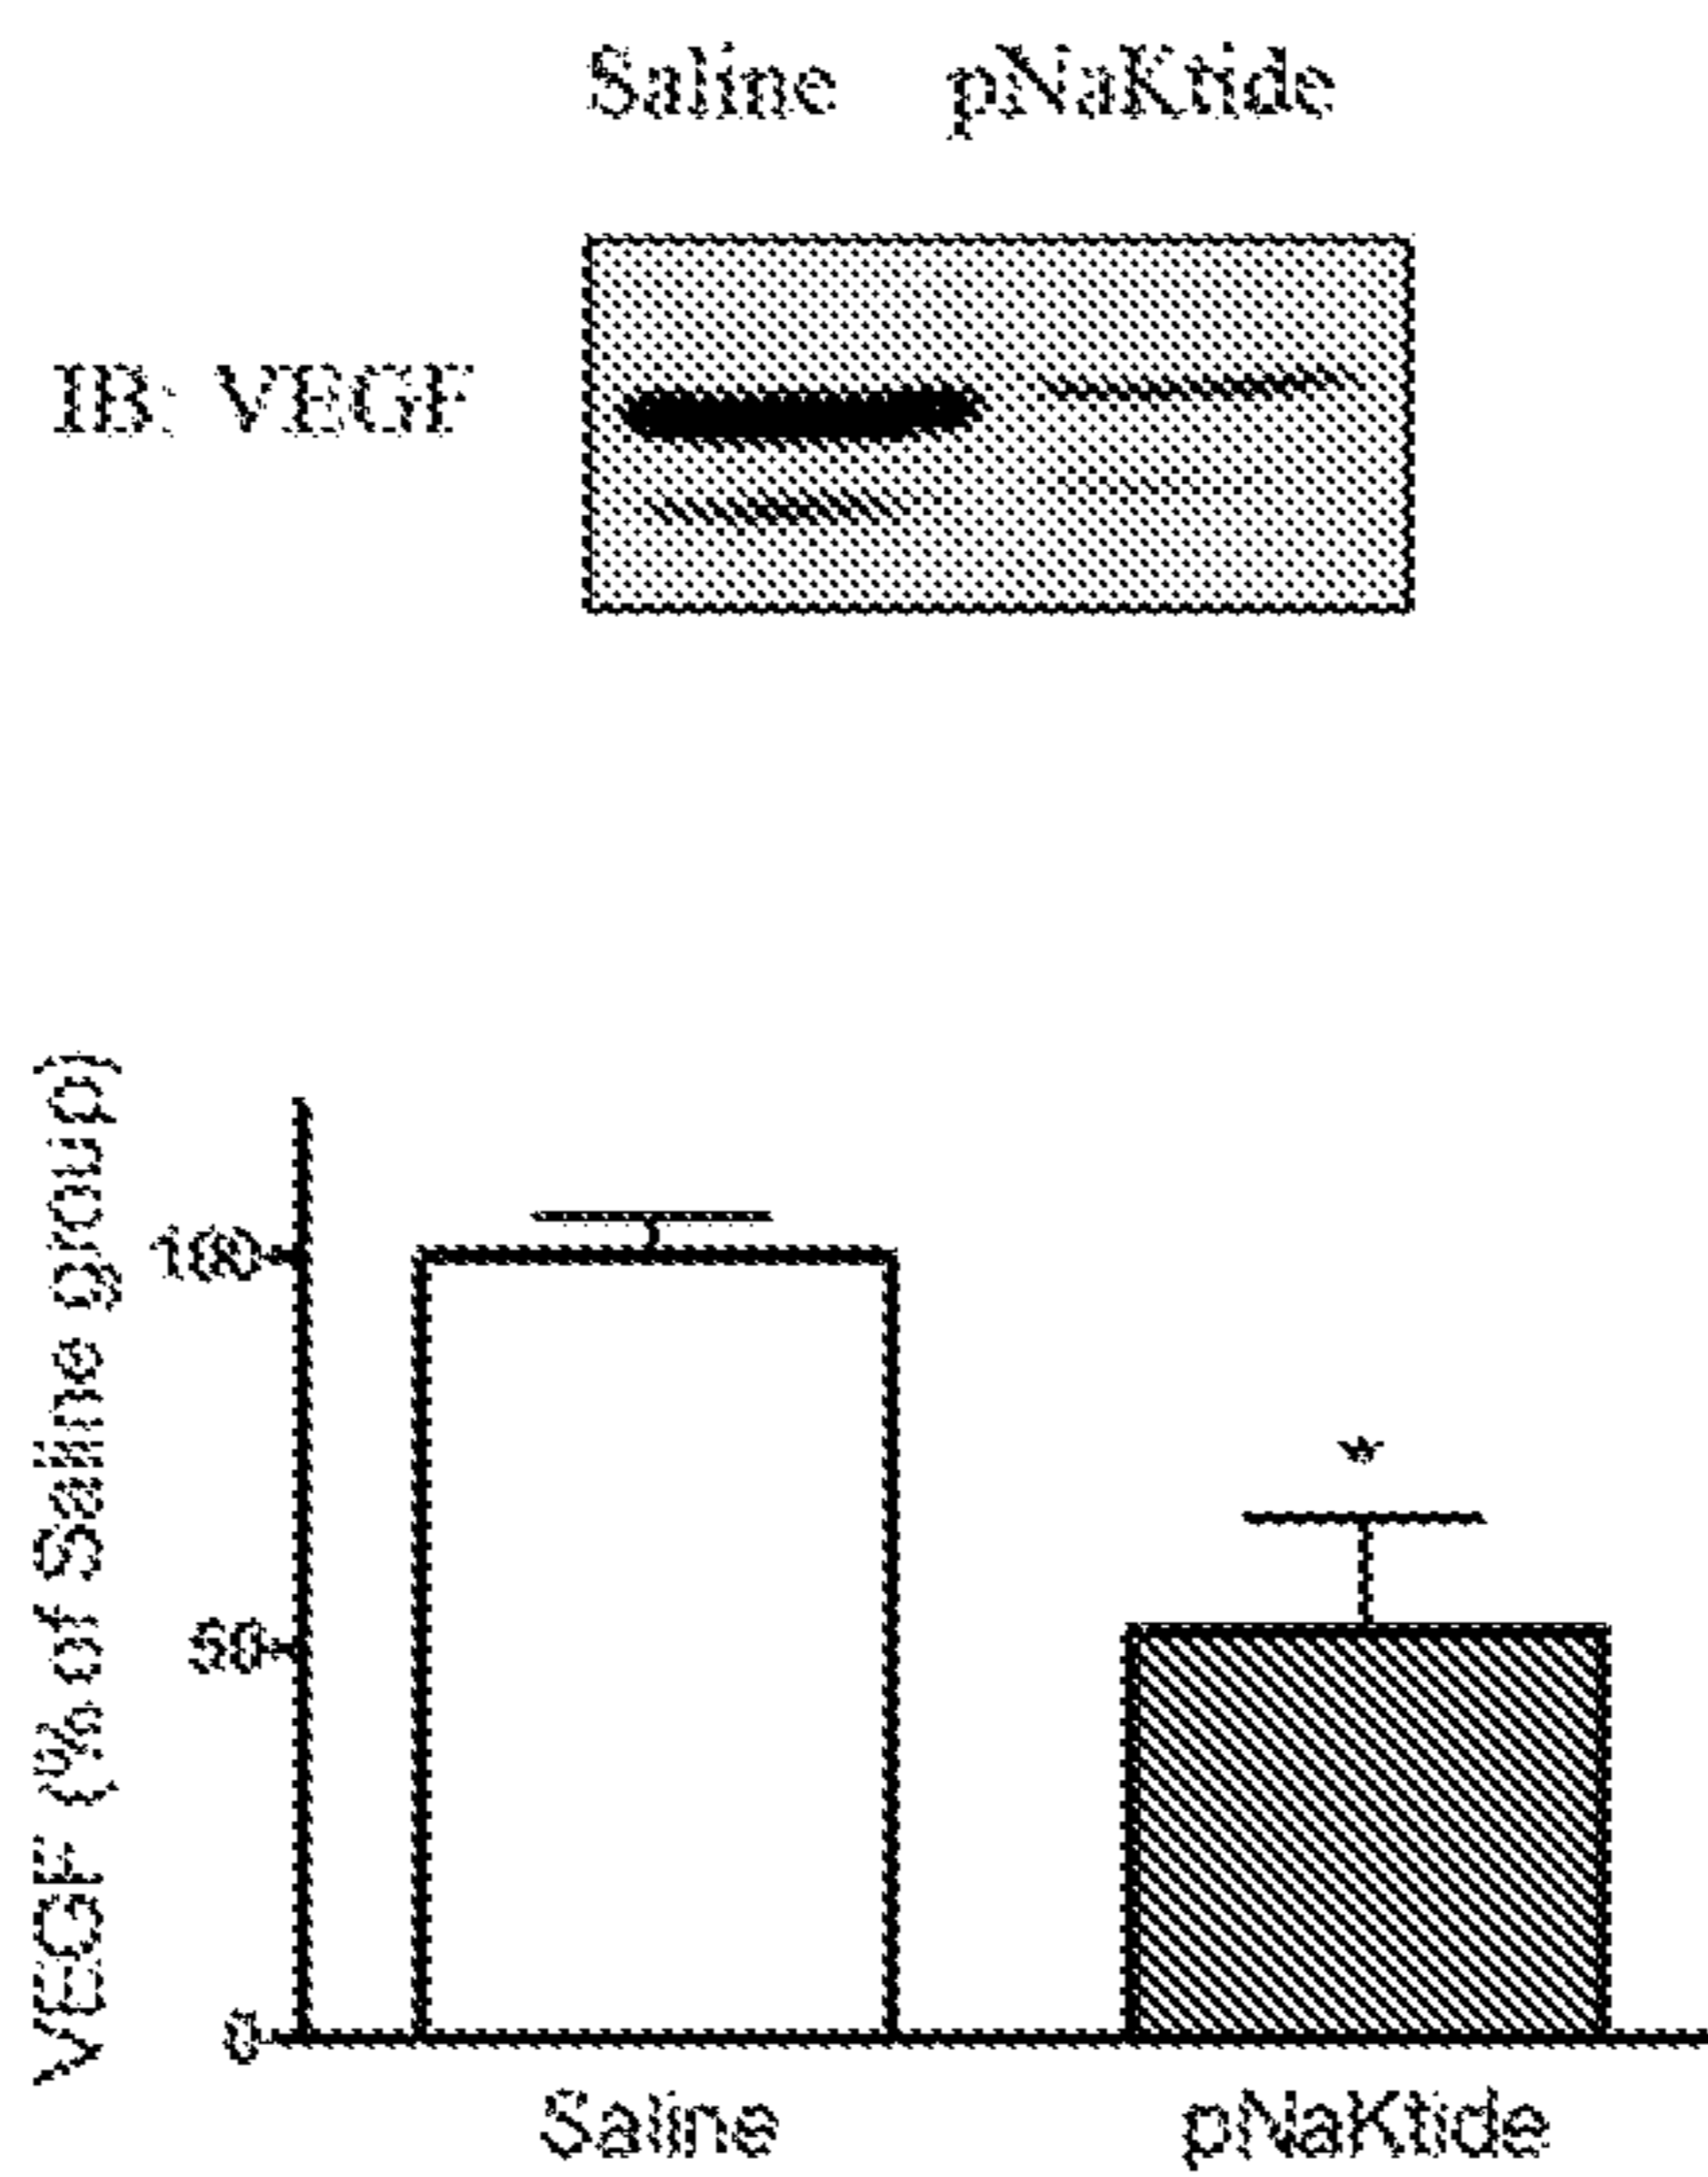 Saline pNaKtide
IB: VEGF
VEGF (% of Saline group)
100
*
50
0
Saline pNaKtide